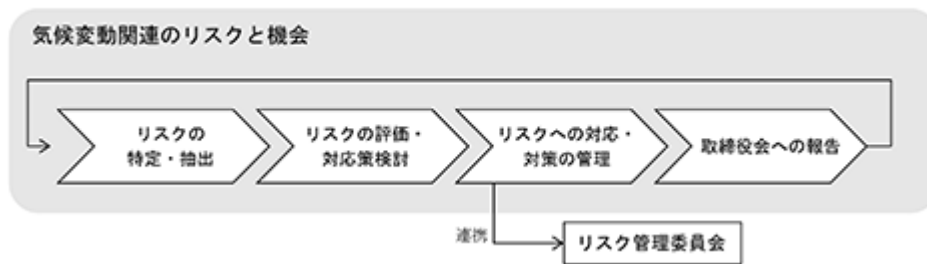 気候変動関連のリスクと機会
リスクの
特定・抽出
リスクの評価・
対応策検討
リスクへの対応・
対策の管理
取締役会への報告
連携
リスク管理委員会